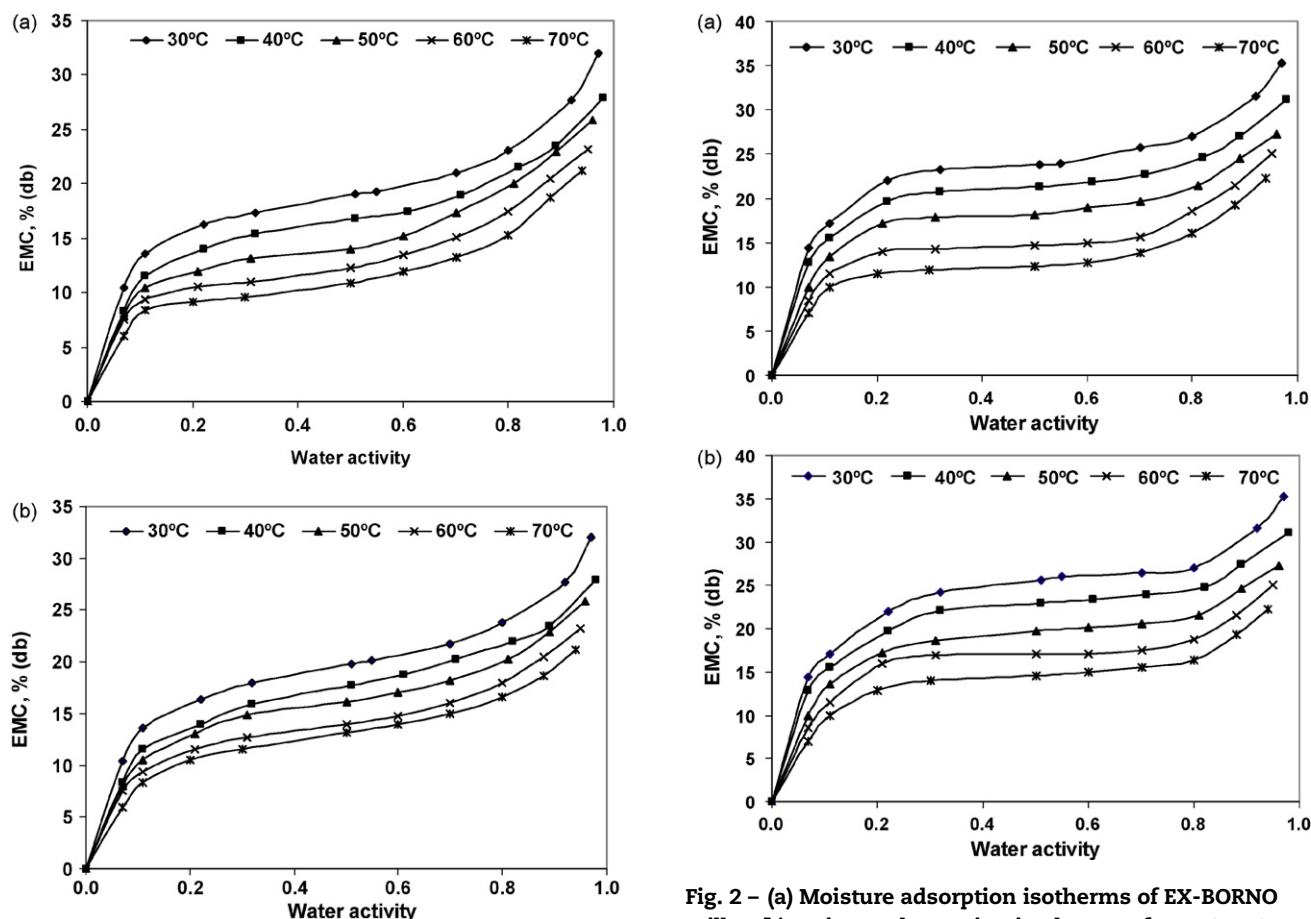 (a)
35
30
25
20
15
10
5
0
EMC, % (db)
30ºC 40ºC 50ºC 60ºC 70ºC
0.0 0.2 0.4 0.6 0.8 1.0
Water activity
(b)
35
30
25
20
15
10
5
0
EMC, % (db)
30ºC 40ºC 50ºC 60ºC 70ºC
0.0 0.2 0.4 0.6 0.8 1.0
Water activity
(a)
40
35
30
25
20
15
10
5
0
EMC, % (db)
30ºC 40ºC 50ºC 60ºC 70ºC
0.0 0.2 0.4 0.6 0.8 1.0
Water activity
(b)
40
35
30
25
20
15
10
5
0
EMC, % (db)
30ºC 40ºC 50ºC 60ºC 70ºC
0.0 0.2 0.4 0.6 0.8 1.0
Water activity
Fig. 2 – (a) Moisture adsorption isotherms of EX-BORNO